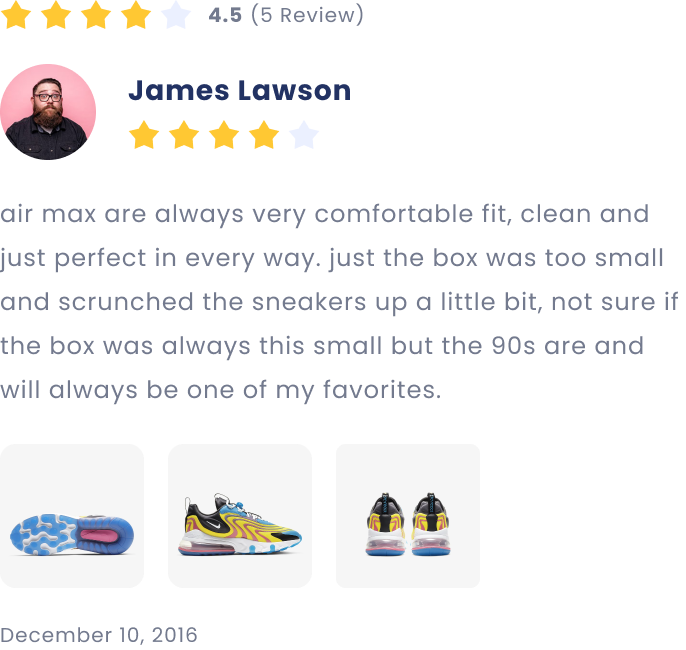 4.5 (5 Review)
James Lawson
air max are always very comfortable fit, clean and
just perfect in every way. just the box was too small
and scrunched the sneakers up a little bit, not sure if
the box was always this small but the 90s are and
will always be one of my favorites.
December 10, 2016